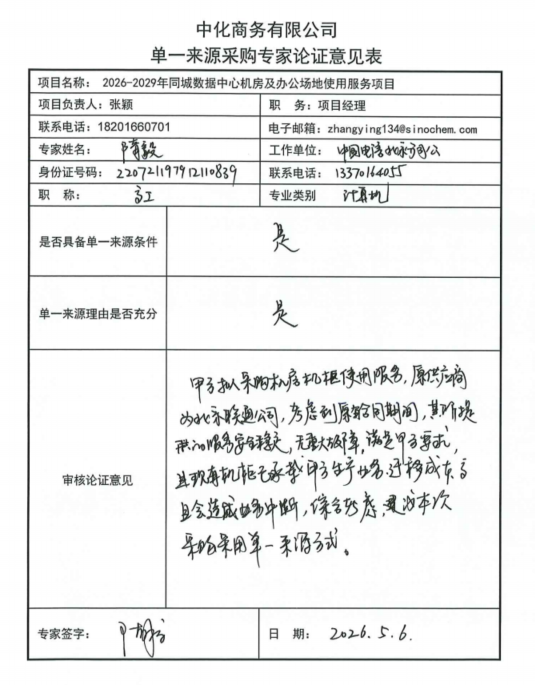 中化商务有限公司
单一来源采购专家论证意见表
项目名称: 2026-2029年同城数据中心机房及办公场地使用服务项目
项目负责人: 张颖 职 务: 项目经理
联系电话: 18201660701 电子邮箱: zhangying134@sinochem.com
专家姓名: 工作单位: 中国电信北京分公司
身份证号码: 220721197912110839 联系电话: 13370164055
职 称: 高工 专业类别 计算机
是否具备单一来源条件 是
单一来源理由是否充分 是
审核论证意见
甲方拟采购机房机柜使用服务,原供应商
为北京联通公司,考虑到原合同期间,其所提
供的服务安全稳定,无重大故障,满足甲方要求,
且现有机柜已承载甲方生产业务,迁移成本高
且会造成业务中断,综合考虑,建议本次
采购采用单一来源方式。
专家签字: 日 期: 2026.5.6.